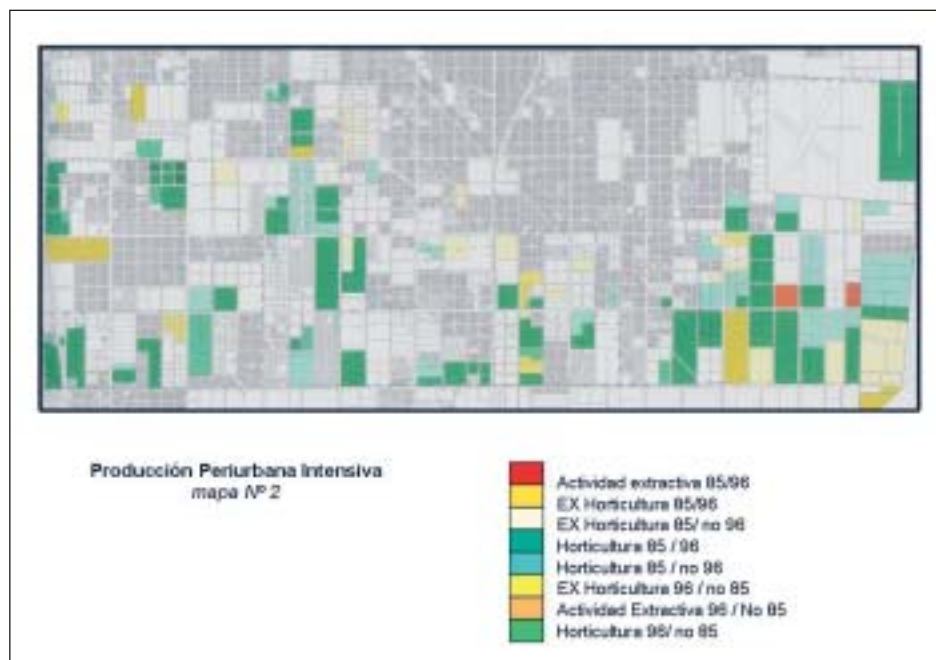 Producción Periurbana Intensiva
mapa Nº 2
Actividad extractiva 85/96
EX Horticultura 85/96
EX Horticultura 85/ no 96
Horticultura 85 / 96
Horticultura 85 / no 96
EX Horticultura 96 / no 85
Actividad Extractiva 96 / No 85
Horticultura 96/ no 85